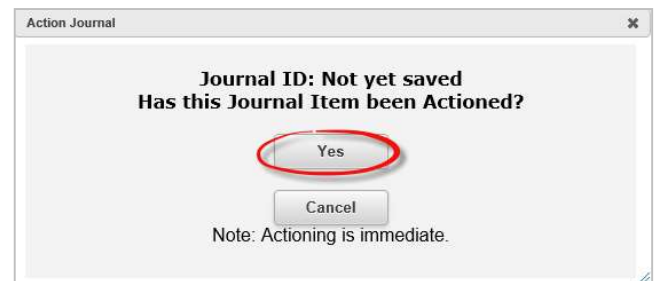 Action Journal
Journal ID: Not yet saved
Has this Journal Item been Actioned?
Yes
Cancel
Note: Actioning is immediate.